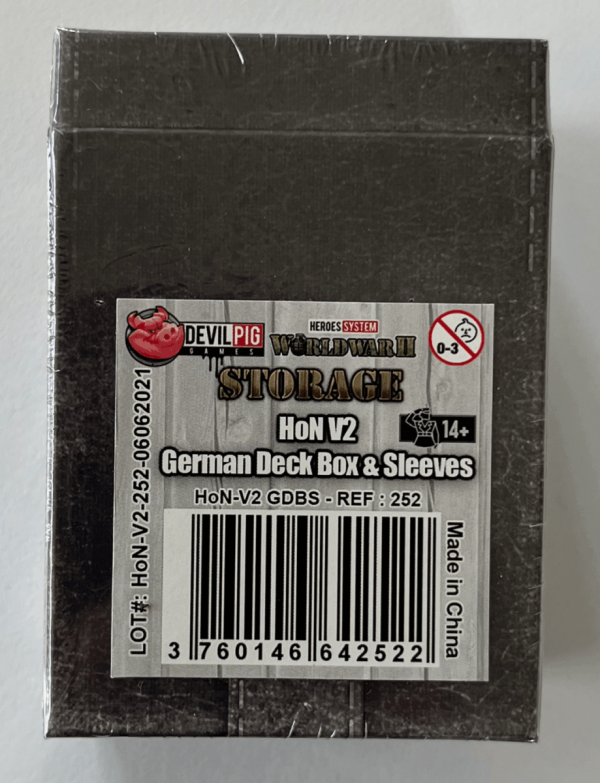 DEVIL PIG
GAMES
HEROES SYSTEM
WORLD WAR II
STORAGE
0-3
HoN V2
14+
German Deck Box & Sleeves
HoN-V2 GDBS - REF : 252
LOT#: HoN-V2-252-06062021
Made in China
3 760146 642522